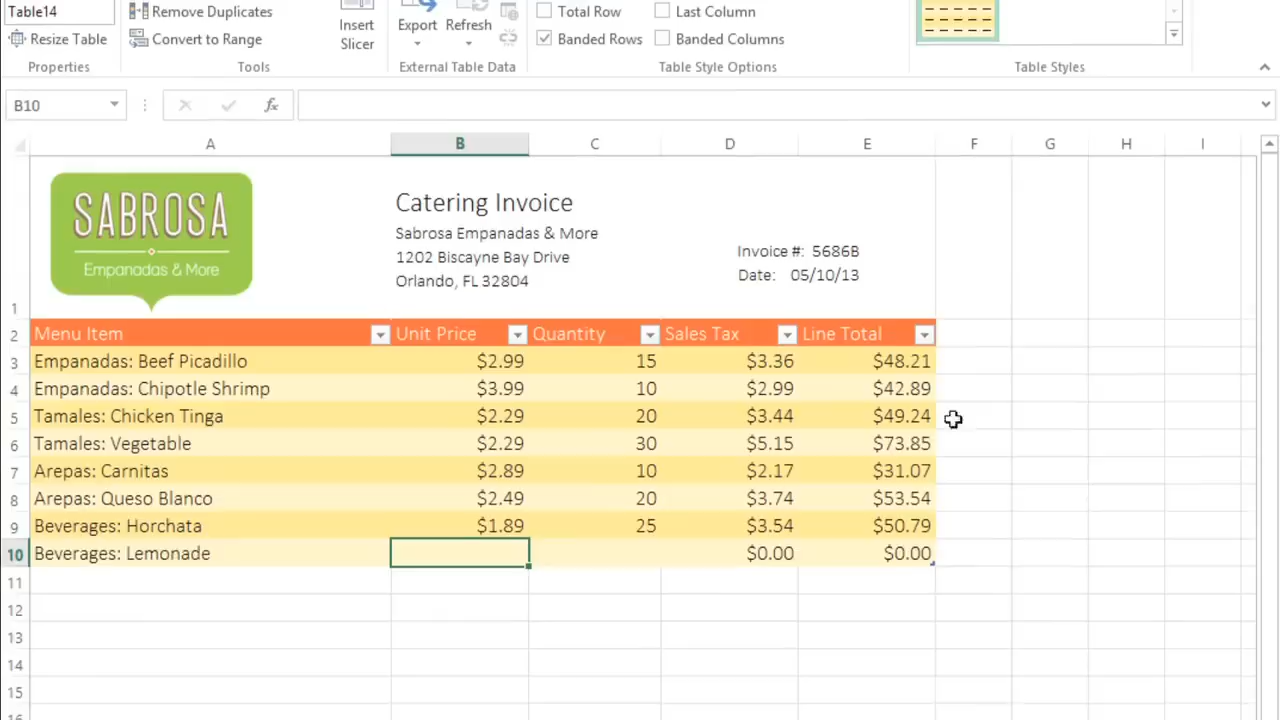 Table14
Remove Duplicates
Resize Table
Convert to Range
Insert
Slicer
Export
Refresh
Total Row
Last Column
Banded Rows
Banded Columns
Properties
Tools
External Table Data
Table Style Options
Table Styles
B10
fx
A B C D E F G H I
SABROSA
Empanadas & More
Catering Invoice
Sabrosa Empanadas & More
1202 Biscayne Bay Drive
Orlando, FL 32804
Invoice #: 5686B
Date: 05/10/13
1
2 Menu Item Unit Price Quantity Sales Tax Line Total
3 Empanadas: Beef Picadillo $2.99 15 $3.36 $48.21
4 Empanadas: Chipotle Shrimp $3.99 10 $2.99 $42.89
5 Tamales: Chicken Tinga $2.29 20 $3.44 $49.24
6 Tamales: Vegetable $2.29 30 $5.15 $73.85
7 Arepas: Carnitas $2.89 10 $2.17 $31.07
8 Arepas: Queso Blanco $2.49 20 $3.74 $53.54
9 Beverages: Horchata $1.89 25 $3.54 $50.79
10 Beverages: Lemonade $0.00 $0.00
11
12
13
14
15
16